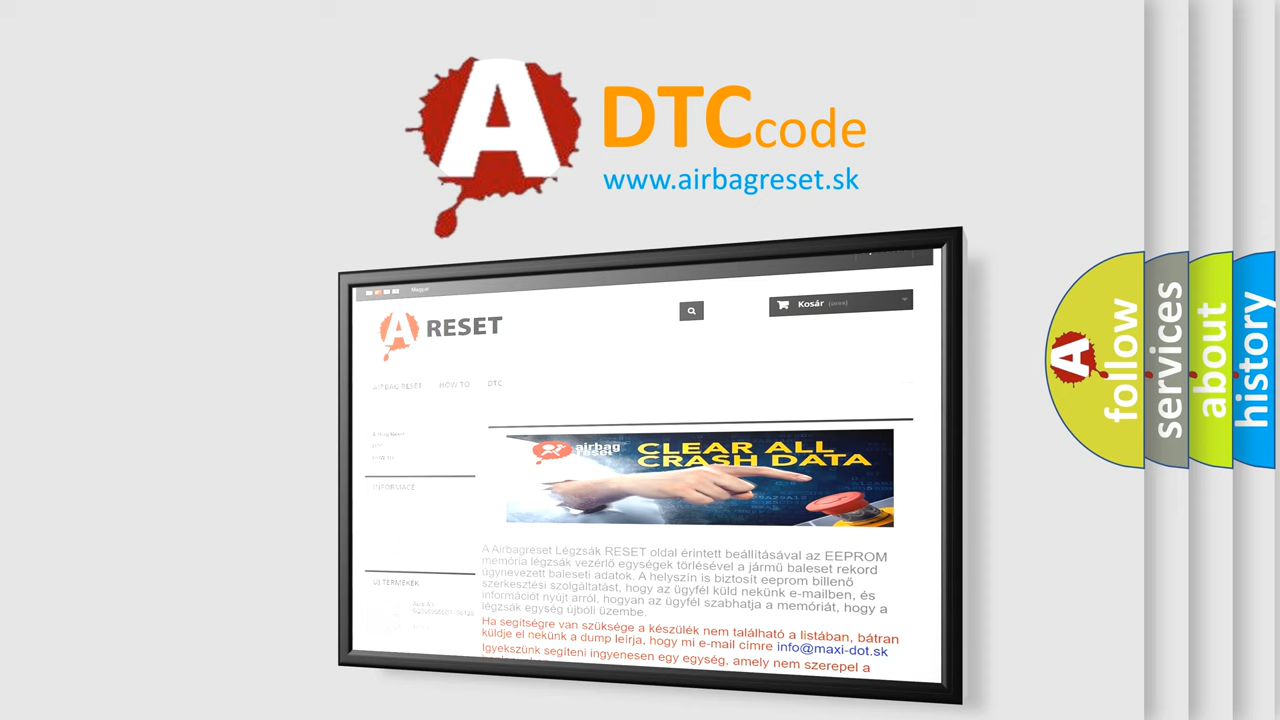 A
DTC code
www.airbagreset.sk
Magyar
A RESET
Kosár (üres)
AIRBAG RESET HOW TO DTC
INFORMACE
ÚJ TERMÉKEK
airbag
reset
CLEAR ALL
CRASH DATA
A Airbagreset Légzsák RESET oldal érintett beállításával az EEPROM
memória légzsák vezérlő egységek törlésével a jármű baleset rekord
úgynevezett baleseti adatok. A helyszín is biztosít eeprom billenő
szerkesztési szolgáltatást, hogy az ügyfél küld nekünk e-mailben, és
információt nyújt arról, hogyan az ügyfél szabhatja a memóriát, hogy a
légzsák egység újbóli üzembe.
Ha segítségre van szüksége a készülék nem található a listában, bátran
küldje el nekünk a dump leírja, hogy mi e-mail címre info@maxi-dot.sk
Igyekszünk segíteni ingyenesen egy egység, amely nem szerepel a
A
follow
services
about
history